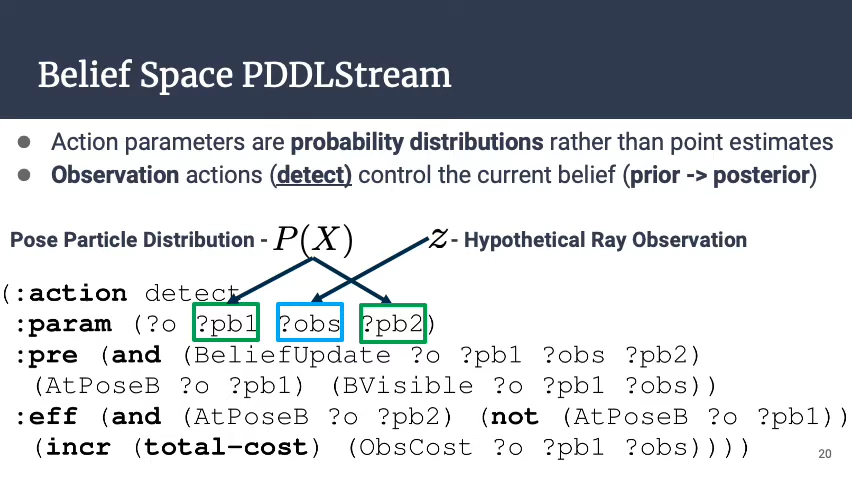 Belief Space PDDLStream
● Action parameters are probability distributions rather than point estimates
● Observation actions (detect) control the current belief (prior -> posterior)
Pose Particle Distribution - P(X) z - Hypothetical Ray Observation
(:action detect
:param (?o ?pb1 ?obs ?pb2)
:pre (and (BeliefUpdate ?o ?pb1 ?obs ?pb2)
(AtPoseB ?o ?pb1) (BVisible ?o ?pb1 ?obs))
:eff (and (AtPoseB ?o ?pb2) (not (AtPoseB ?o ?pb1))
(incr (total-cost) (ObsCost ?o ?pb1 ?obs))))
20